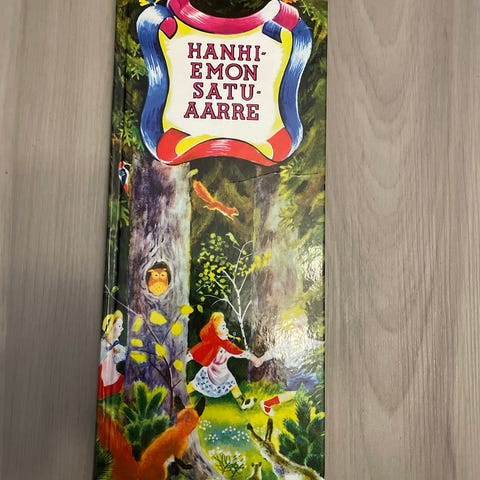 HANHI-
EMON
SATU-
AARRE